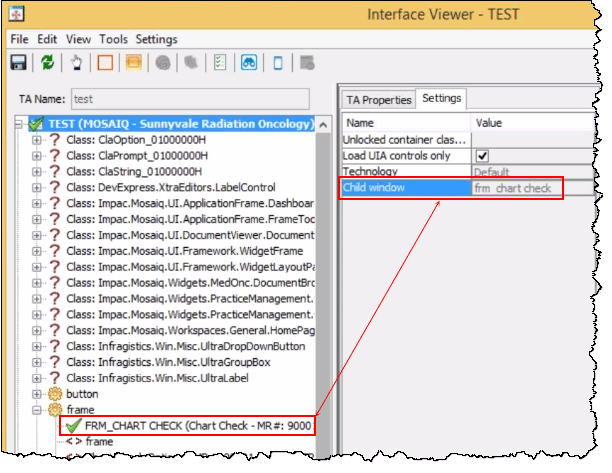 Interface Viewer - TEST
File Edit View Tools Settings
TA Name: test
TEST (MOSAIQ - Sunnyvale Radiation Oncology)
? Class: ClaOption_01000000H
? Class: ClaPrompt_01000000H
? Class: ClaString_01000000H
? Class: DevExpress.XtraEditors.LabelControl
? Class: Impac.Mosaiq.UI.ApplicationFrame.Dashboar
? Class: Impac.Mosaiq.UI.ApplicationFrame.FrameToc
? Class: Impac.Mosaiq.UI.DocumentViewer.Document
? Class: Impac.Mosaiq.UI.Framework.WidgetFrame
? Class: Impac.Mosaiq.UI.Framework.WidgetLayoutPa
? Class: Impac.Mosaiq.Widgets.MedOnc.DocumentBrc
? Class: Impac.Mosaiq.Widgets.PracticeManagement.
? Class: Impac.Mosaiq.Widgets.PracticeManagement.
? Class: Impac.Mosaiq.Workspaces.General.HomePag
? Class: Infragistics.Win.Misc.UltraDropDownButton
? Class: Infragistics.Win.Misc.UltraGroupBox
? Class: Infragistics.Win.Misc.UltraLabel
button
frame
FRM_CHART CHECK (Chart Check - MR#: 9000
<> frame
TA Properties Settings
Name Value
Unlocked container clas...
Load UIA controls only
Technology Default
Child window frm_chart check